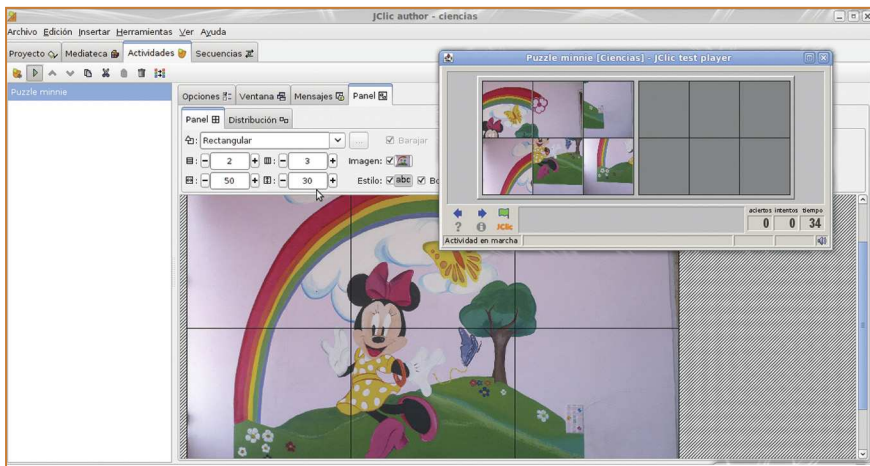 JClic author - ciencias
Archivo Edición Insertar Herramientas Ver Ayuda
Proyecto Mediateca Actividades Secuencias
Puzzle minnie
Opciones Ventana Mensajes Panel
Panel Distribución
Rectangular ... Barajar
2 3 Imagen:
50 30 Estilo: abc
Puzzle minnie [Ciencias] - JClic test player
aciertos intentos tiempo
0 0 34
? JClic
Actividad en marcha